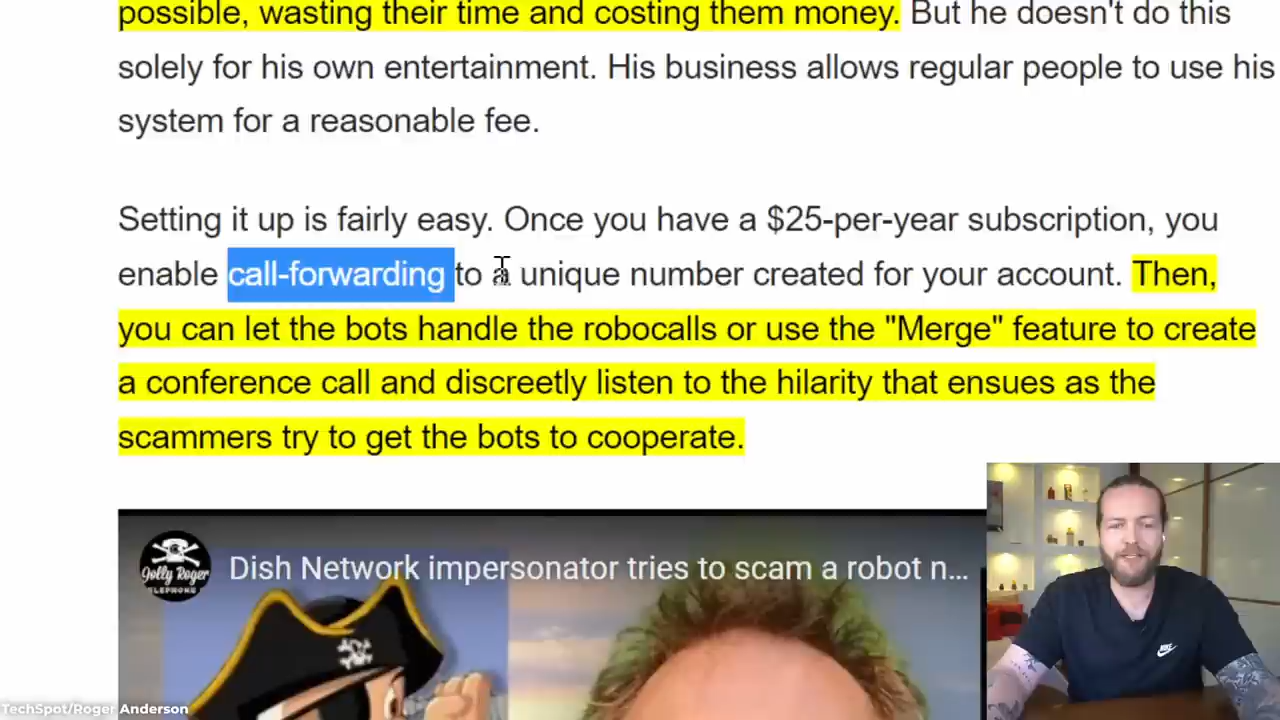 possible, wasting their time and costing them money. But he doesn't do this
solely for his own entertainment. His business allows regular people to use his
system for a reasonable fee.
Setting it up is fairly easy. Once you have a $25-per-year subscription, you
enable call-forwarding to a unique number created for your account. Then,
you can let the bots handle the robocalls or use the "Merge" feature to create
a conference call and discreetly listen to the hilarity that ensues as the
scammers try to get the bots to cooperate.
Jolly Roger
TELEPHONE
Dish Network impersonator tries to scam a robot n...
NIKE
TechSpot/Roger Anderson